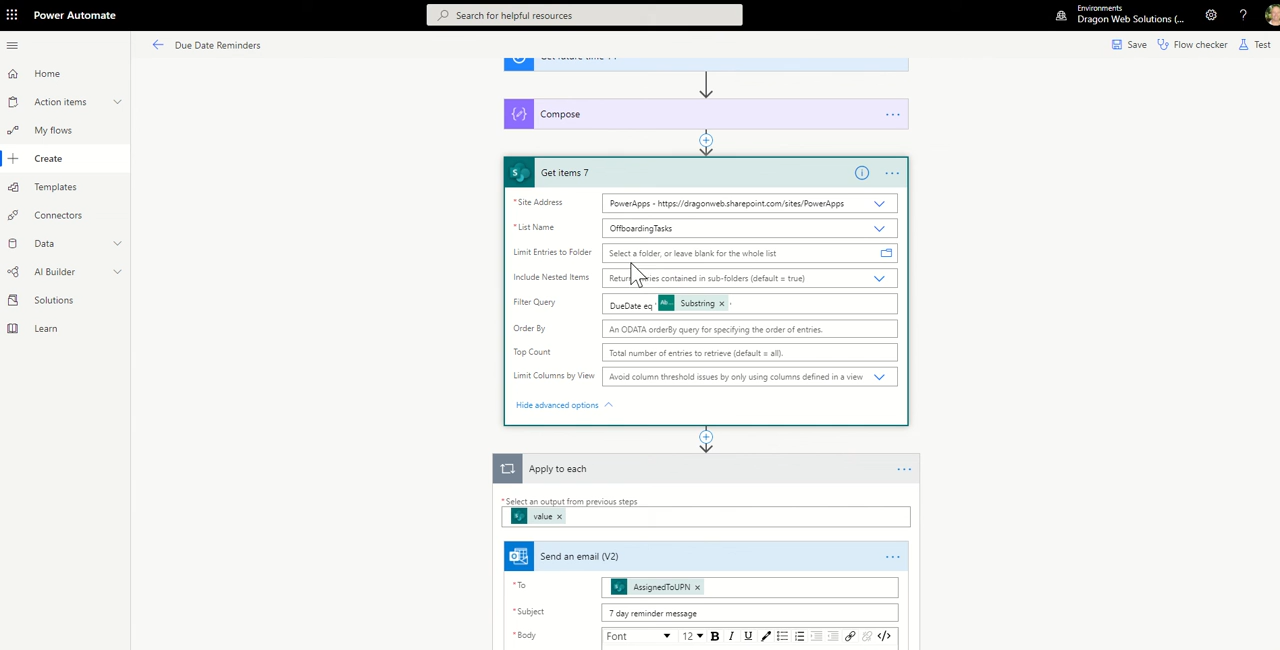 Power Automate
Search for helpful resources
Environments
Dragon Web Solutions (...
Due Date Reminders
Save
Flow checker
Test
Home
Action items
My flows
Create
Templates
Connectors
Data
AI Builder
Solutions
Learn
Compose
Get items 7
*Site Address
PowerApps - https://dragonweb.sharepoint.com/sites/PowerApps
*List Name
OffboardingTasks
Limit Entries to Folder
Select a folder, or leave blank for the whole list
Include Nested Items
contained in sub-folders (default = true)
Filter Query
DueDate eq ' Substring × '
Order By
An ODATA orderBy query for specifying the order of entries.
Top Count
Total number of entries to retrieve (default = all).
Limit Columns by View
Avoid column threshold issues by only using columns defined in a view
Hide advanced options
Apply to each
*Select an output from previous steps
value ×
Send an email (V2)
*To
AssignedToUPN ×
*Subject
7 day reminder message
*Body
Font 12 B I U </>